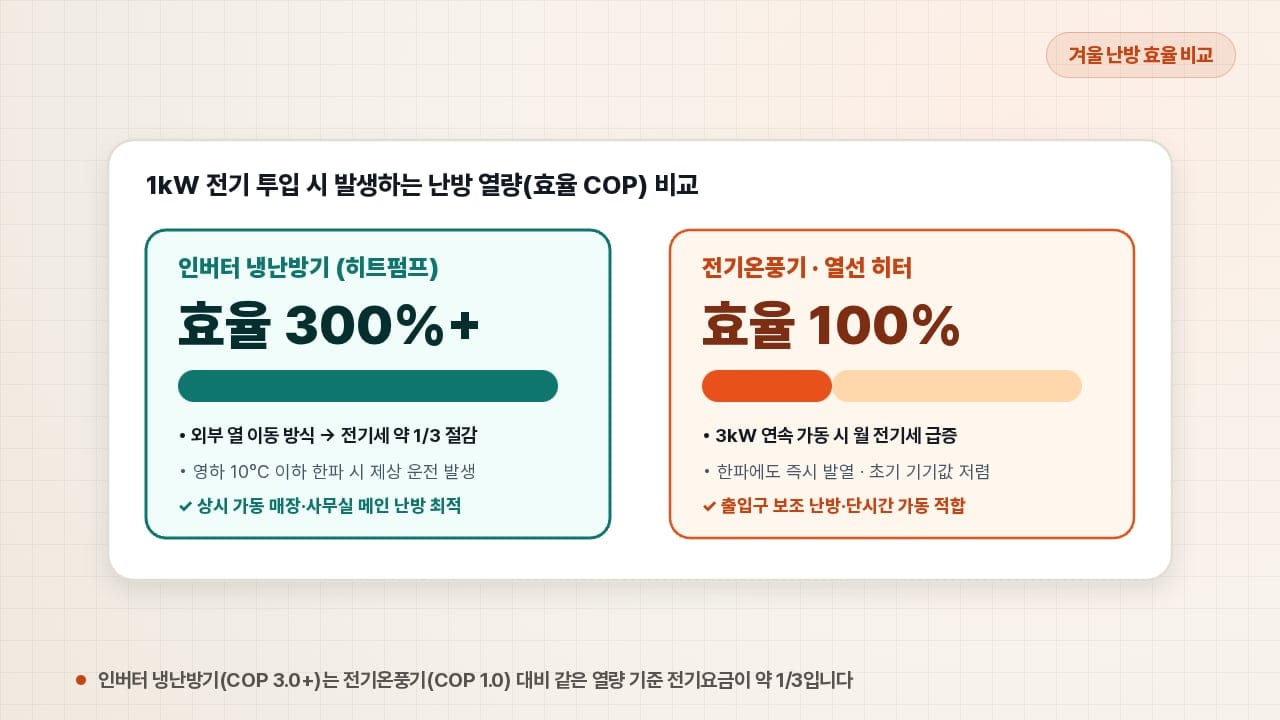 겨울 난방 효율 비교
1kW 전기 투입 시 발생하는 난방 열량(효율 COP) 비교
인버터 냉난방기 (히트펌프)
효율 300%+
• 외부 열 이동 방식 → 전기세 약 1/3 절감
• 영하 10°C 이하 한파 시 제상 운전 발생
✓ 상시 가동 매장·사무실 메인 난방 최적
전기온풍기 · 열선 히터
효율 100%
• 3kW 연속 가동 시 월 전기세 급증
• 한파에도 즉시 발열 · 초기 기기값 저렴
✓ 출입구 보조 난방·단시간 가동 적합
인버터 냉난방기(COP 3.0+)는 전기온풍기(COP 1.0) 대비 같은 열량 기준 전기요금이 약 1/3입니다